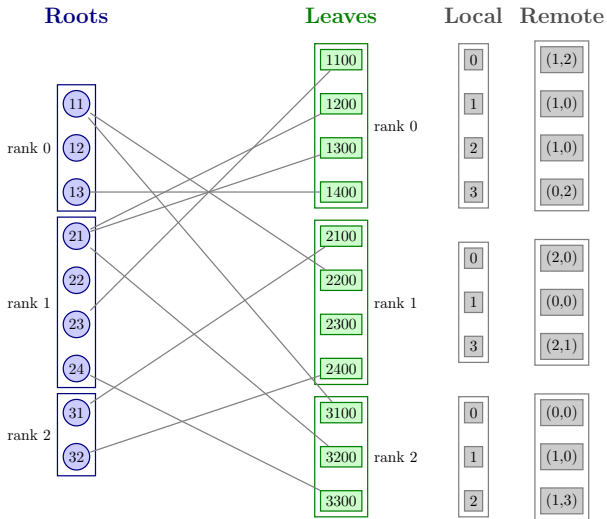 Roots Leaves Local Remote
1100 0 (1,2)
11 1200 1 (1,0)
rank 0 rank 0
12 1300 2 (1,0)
13 1400 3 (0,2)
21 2100 0 (2,0)
22 2200 1 (0,0)
rank 1 rank 1
23 2300 3 (2,1)
24 2400
31 3100 0 (0,0)
rank 2
32 3200 rank 2 1 (1,0)
3300 2 (1,3)